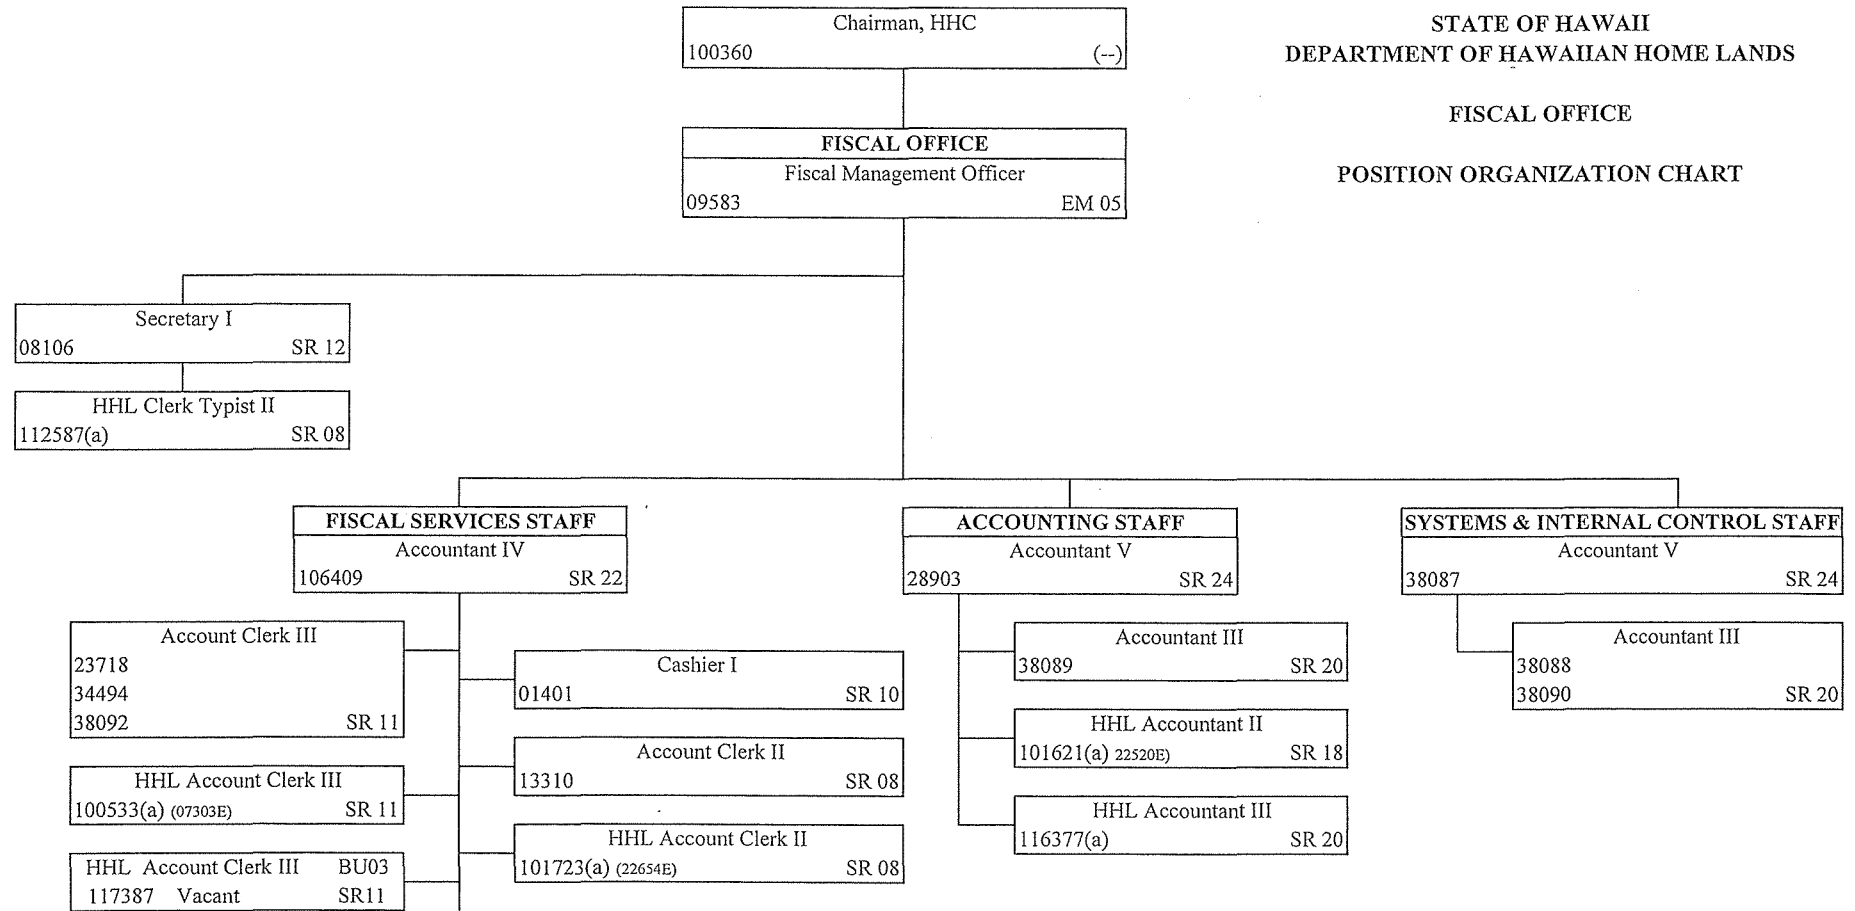 Chairman, HHC
100360 (--)
STATE OF HAWAII
DEPARTMENT OF HAWAIIAN HOME LANDS
FISCAL OFFICE
POSITION ORGANIZATION CHART
FISCAL OFFICE
Fiscal Management Officer
09583 EM 05
Secretary I
08106 SR 12
HHL Clerk Typist II
112587(a) SR 08
FISCAL SERVICES STAFF
Accountant IV
106409 SR 22
Account Clerk III
23718
34494
38092 SR 11
HHL Account Clerk III
100533(a) (07303E) SR 11
HHL Account Clerk III BU03
117387 Vacant SR11
Cashier I
01401 SR 10
Account Clerk II
13310 SR 08
HHL Account Clerk II
101723(a) (22654E) SR 08
ACCOUNTING STAFF
Accountant V
28903 SR 24
Accountant III
38089 SR 20
HHL Accountant II
101621(a) 22520E) SR 18
HHL Accountant III
116377(a) SR 20
SYSTEMS & INTERNAL CONTROL STAFF
Accountant V
38087 SR 24
Accountant III
38088
38090 SR 20